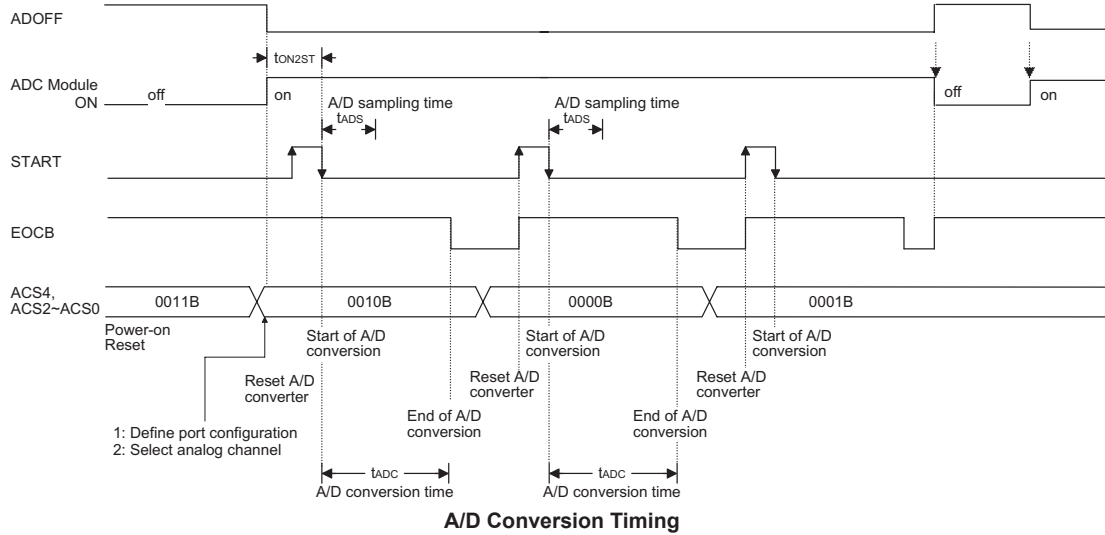 ADOFF
tON2ST
ADC Module
ON
off
on
off
on
A/D sampling time
tADS
A/D sampling time
tADS
START
EOCB
ACS4,
ACS2~ACS0
0011B
0010B
0000B
0001B
Power-on
Reset
Start of A/D
conversion
Start of A/D
conversion
Start of A/D
conversion
Reset A/D
converter
Reset A/D
converter
Reset A/D
converter
End of A/D
conversion
End of A/D
conversion
1: Define port configuration
2: Select analog channel
tADC
A/D conversion time
tADC
A/D conversion time
A/D Conversion Timing